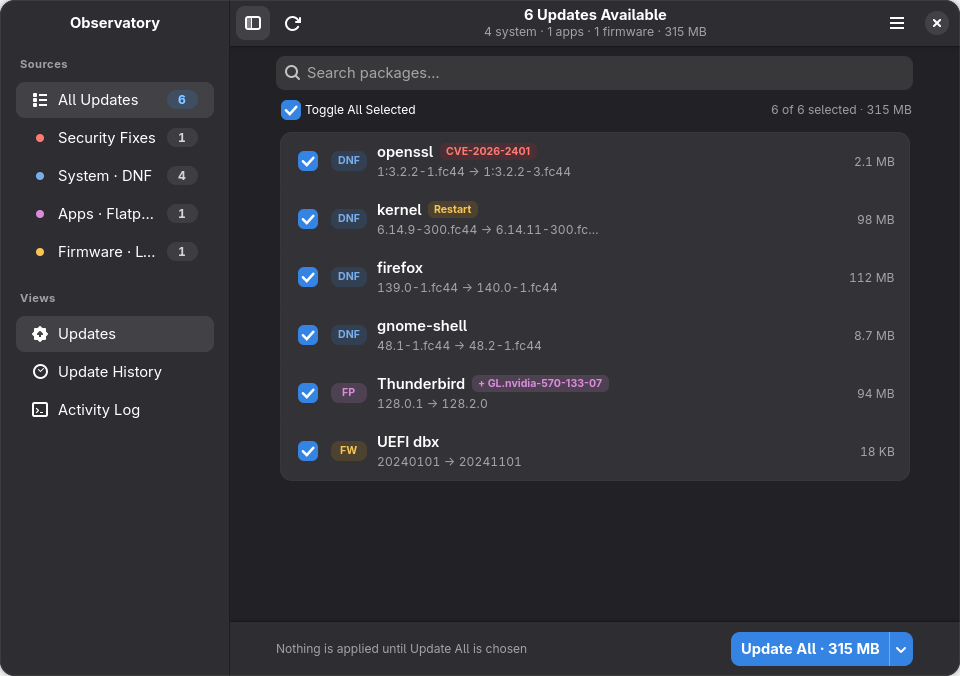 Observatory
Sources
All Updates 6
Security Fixes 1
System · DNF 4
Apps · Flatp... 1
Firmware · L... 1
Views
Updates
Update History
Activity Log
6 Updates Available
4 system · 1 apps · 1 firmware · 315 MB
Search packages...
Toggle All Selected
6 of 6 selected · 315 MB
DNF openssl CVE-2026-2401 2.1 MB
1:3.2.2-1.fc44 → 1:3.2.2-3.fc44
DNF kernel Restart 98 MB
6.14.9-300.fc44 → 6.14.11-300.fc...
DNF firefox 112 MB
139.0-1.fc44 → 140.0-1.fc44
DNF gnome-shell 8.7 MB
48.1-1.fc44 → 48.2-1.fc44
FP Thunderbird + GL.nvidia-570-133-07 94 MB
128.0.1 → 128.2.0
FW UEFI dbx 18 KB
20240101 → 20241101
Nothing is applied until Update All is chosen
Update All · 315 MB